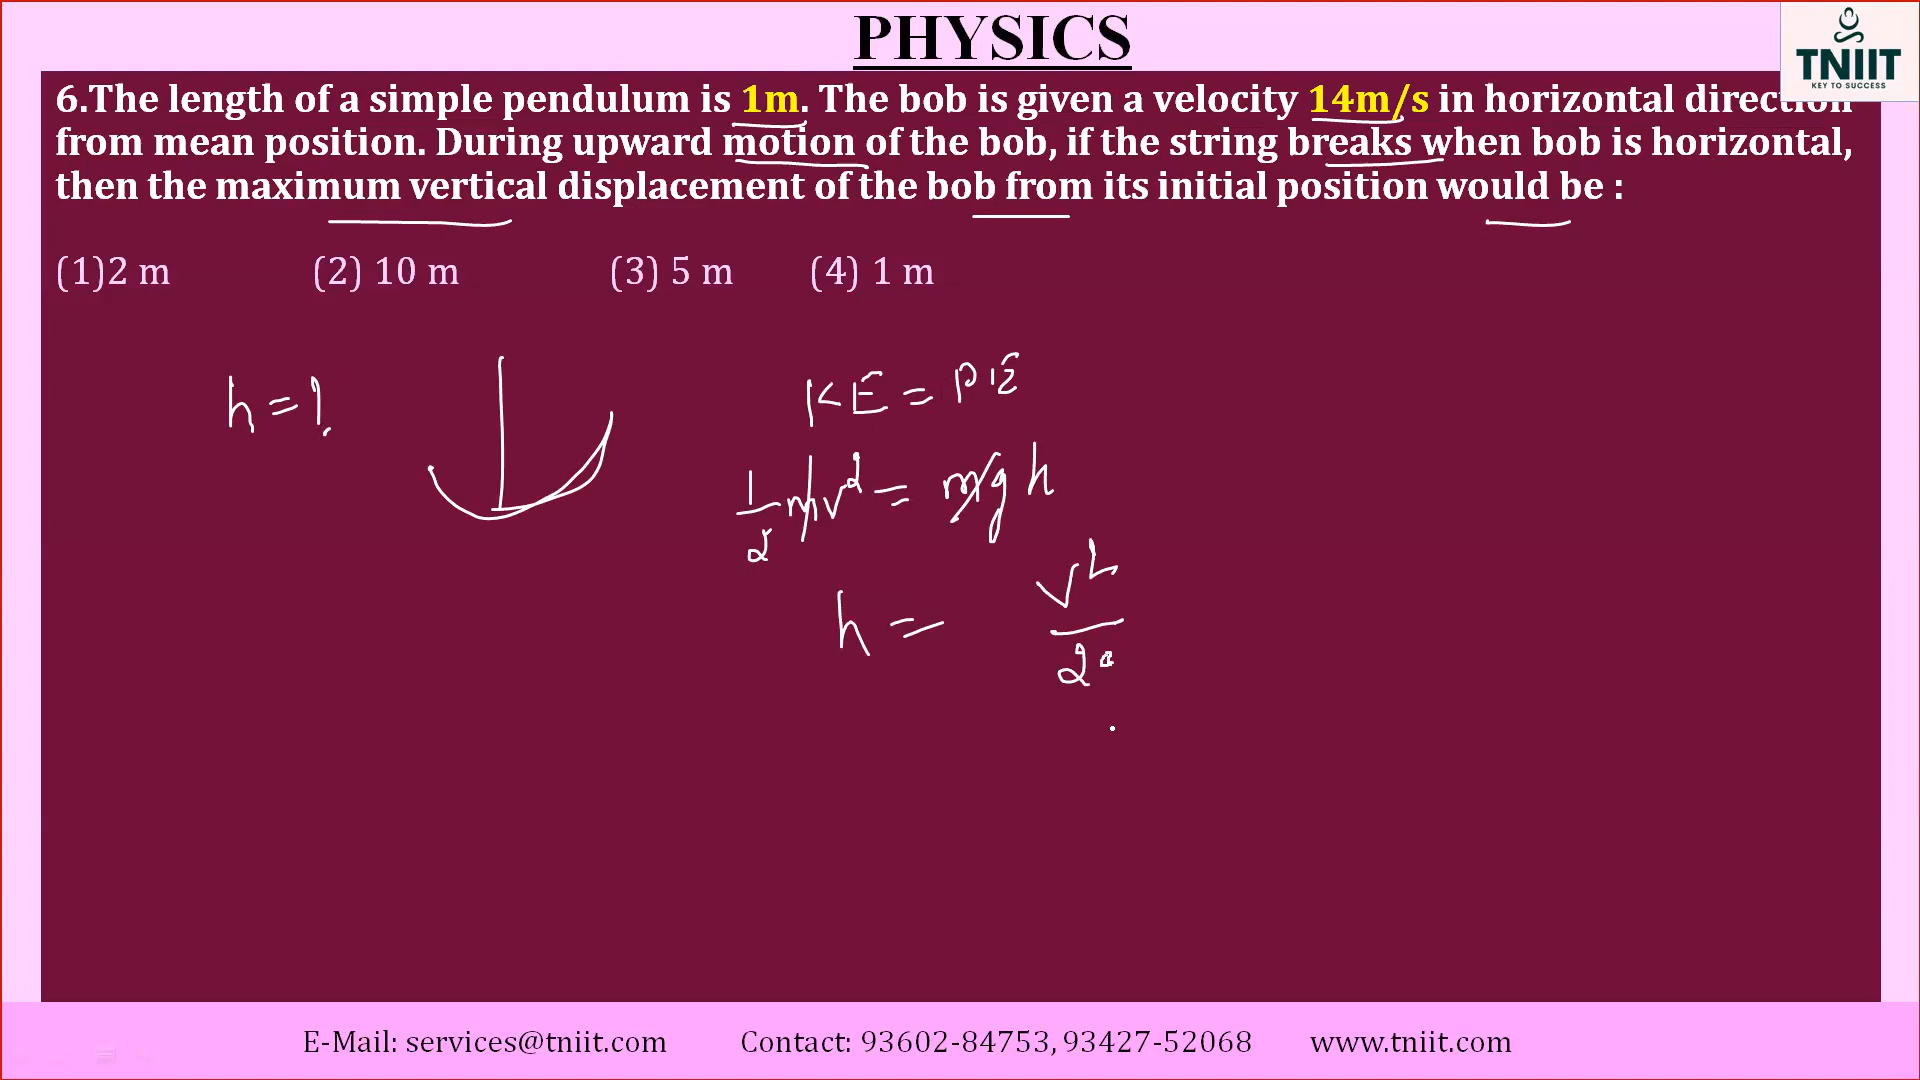 PHYSICS
TNIIT
KEY TO SUCCESS
6.The length of a simple pendulum is 1m. The bob is given a velocity 14m/s in horizontal direction
from mean position. During upward motion of the bob, if the string breaks when bob is horizontal,
then the maximum vertical displacement of the bob from its initial position would be :
(1)2 m (2) 10 m (3) 5 m (4) 1 m
h = ?
KE = PE
1/2 mv² = mgh
h = v²/2
E-Mail: services@tniit.com Contact: 93602-84753, 93427-52068 www.tniit.com